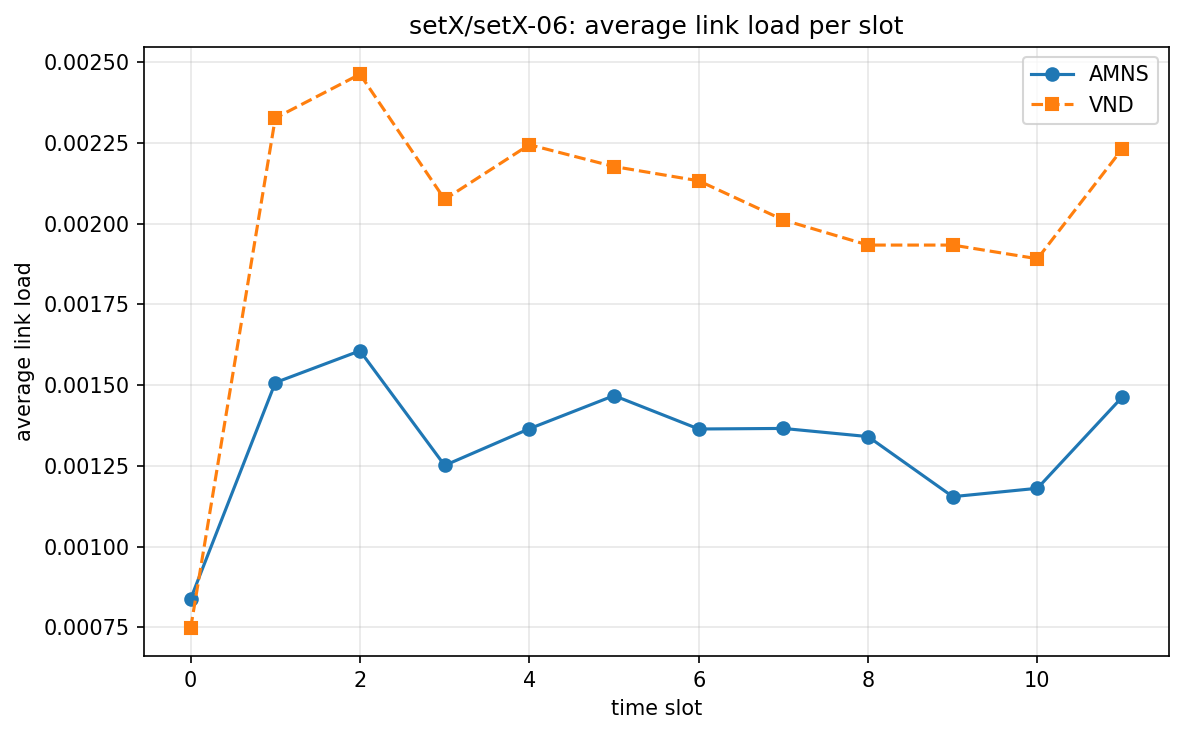 setX/setX-06: average link load per slot
AMNS
VND
average link load
0.00250
0.00225
0.00200
0.00175
0.00150
0.00125
0.00100
0.00075
0 2 4 6 8 10
time slot